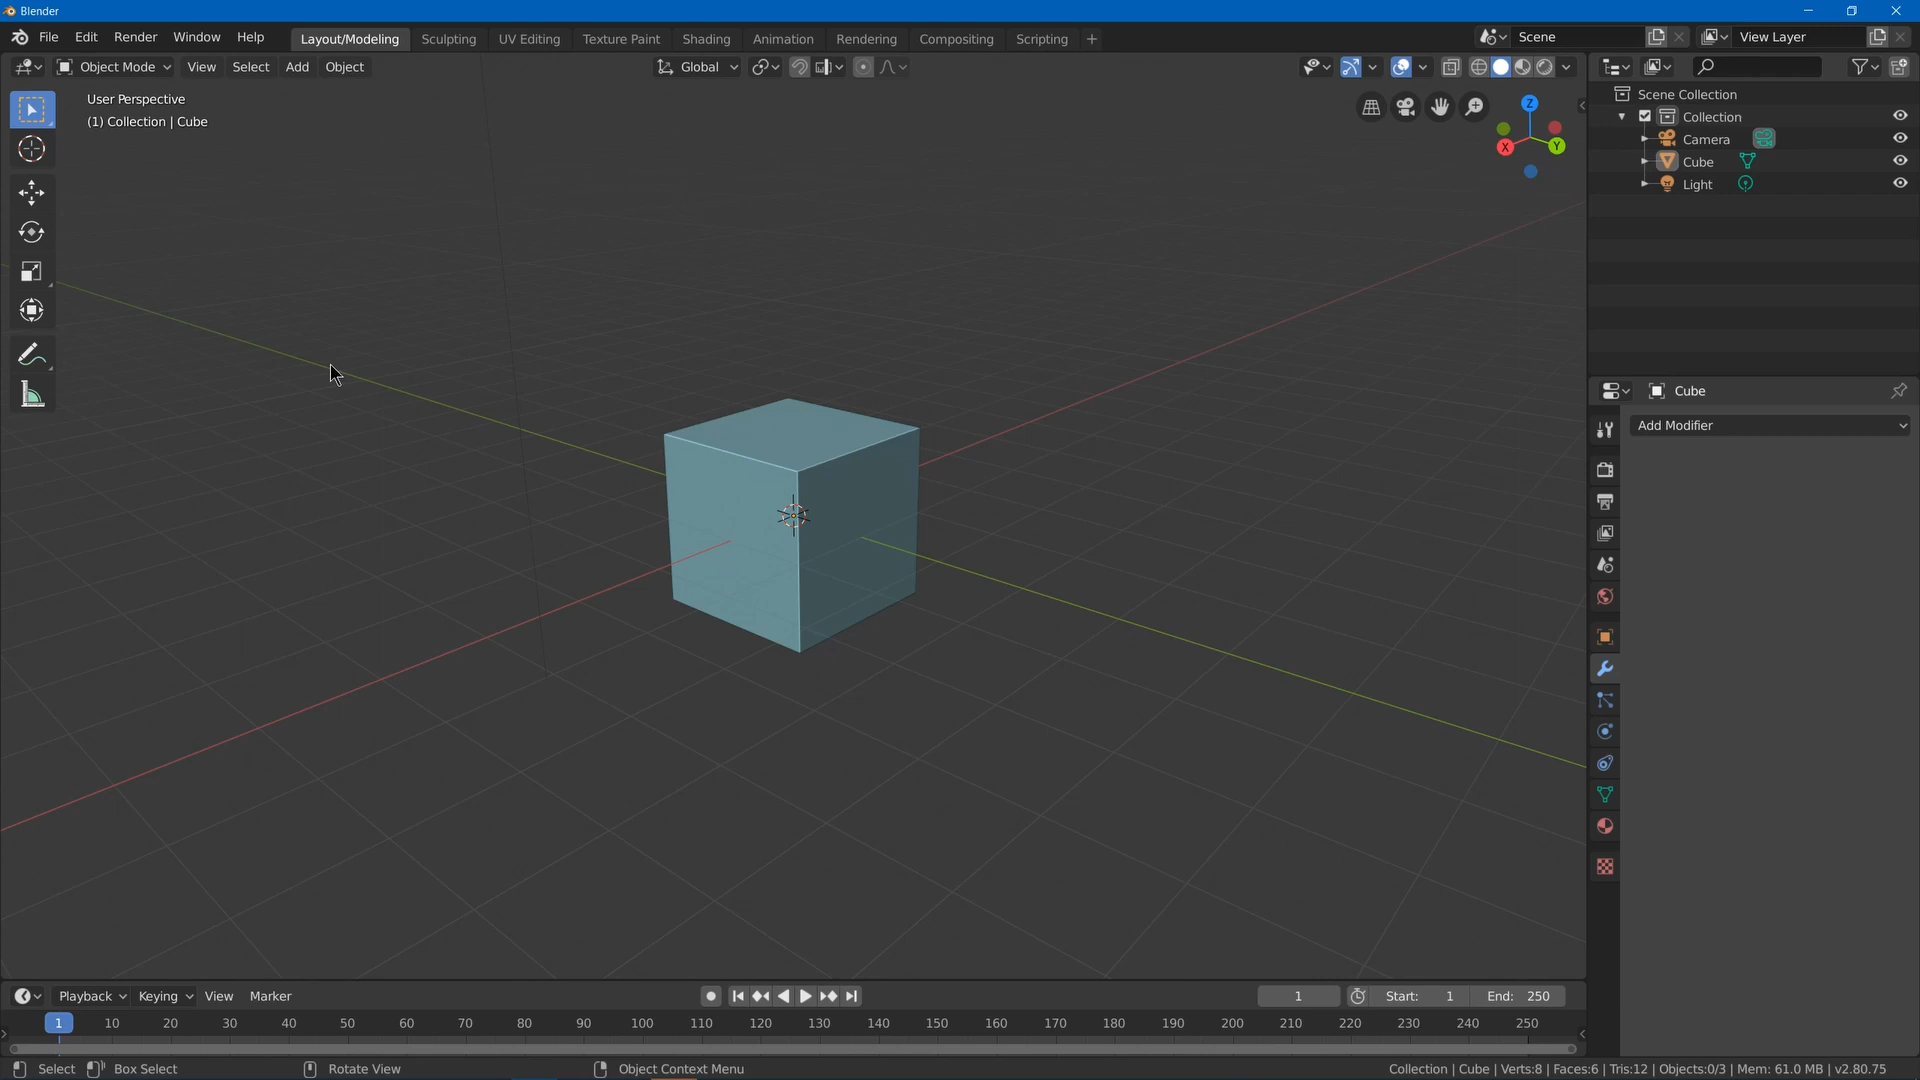 Blender
File Edit Render Window Help Layout/Modeling Sculpting UV Editing Texture Paint Shading Animation Rendering Compositing Scripting + Scene View Layer
Object Mode View Select Add Object Global
User Perspective
(1) Collection | Cube
Z
X Y
Scene Collection
Collection
Camera
Cube
Light
Cube
Add Modifier
Playback Keying View Marker 1 Start: 1 End: 250
1 10 20 30 40 50 60 70 80 90 100 110 120 130 140 150 160 170 180 190 200 210 220 230 240 250
Select Box Select Rotate View Object Context Menu Collection | Cube | Verts:8 | Faces:6 | Tris:12 | Objects:0/3 | Mem: 61.0 MB | v2.80.75